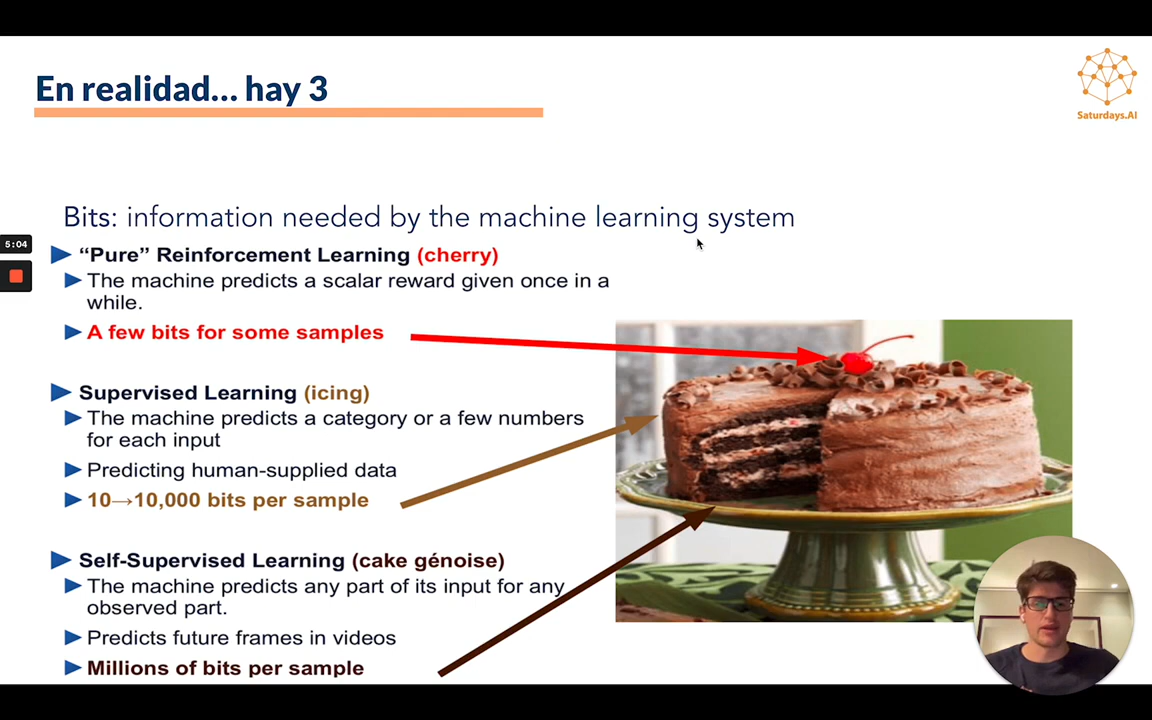 En realidad... hay 3
Saturdays.AI
Bits: information needed by the machine learning system
5:04
“Pure” Reinforcement Learning (cherry)
The machine predicts a scalar reward given once in a
while.
A few bits for some samples
Supervised Learning (icing)
The machine predicts a category or a few numbers
for each input
Predicting human-supplied data
10→10,000 bits per sample
Self-Supervised Learning (cake génoise)
The machine predicts any part of its input for any
observed part.
Predicts future frames in videos
Millions of bits per sample